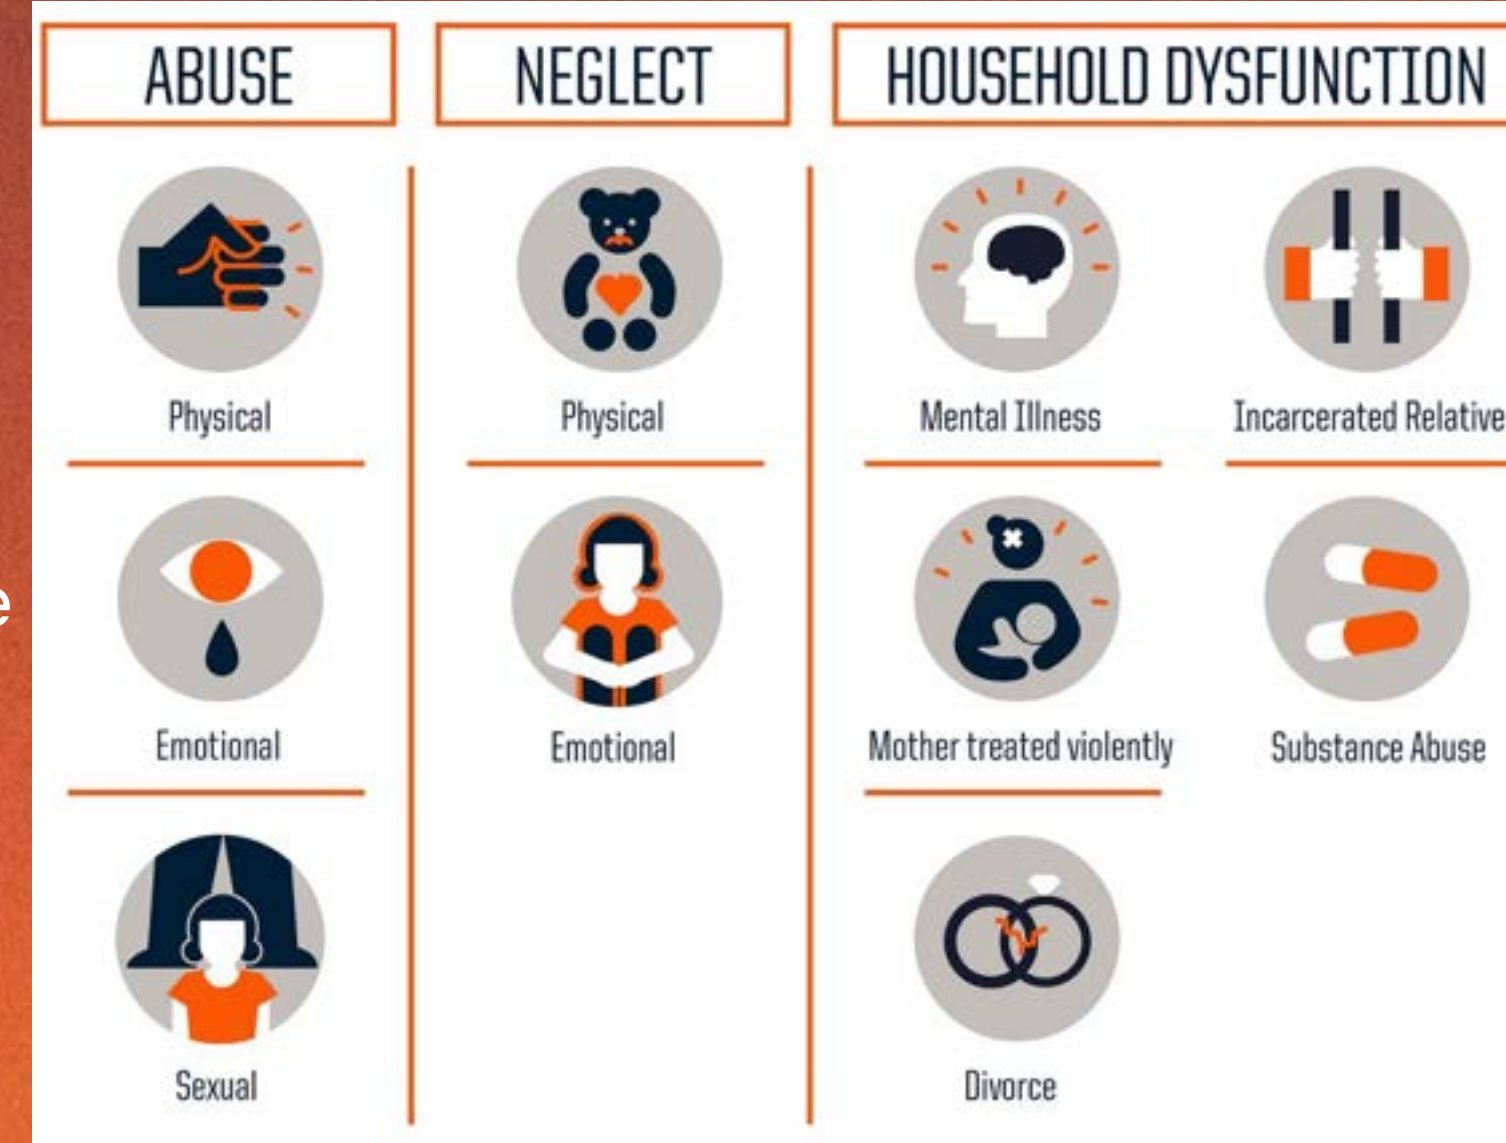 ABUSE
NEGLECT
HOUSEHOLD DYSFUNCTION
Physical
Physical
Mental Illness
Incarcerated Relative
e
Emotional
Emotional
Mother treated violently
Substance Abuse
Sexual
Divorce